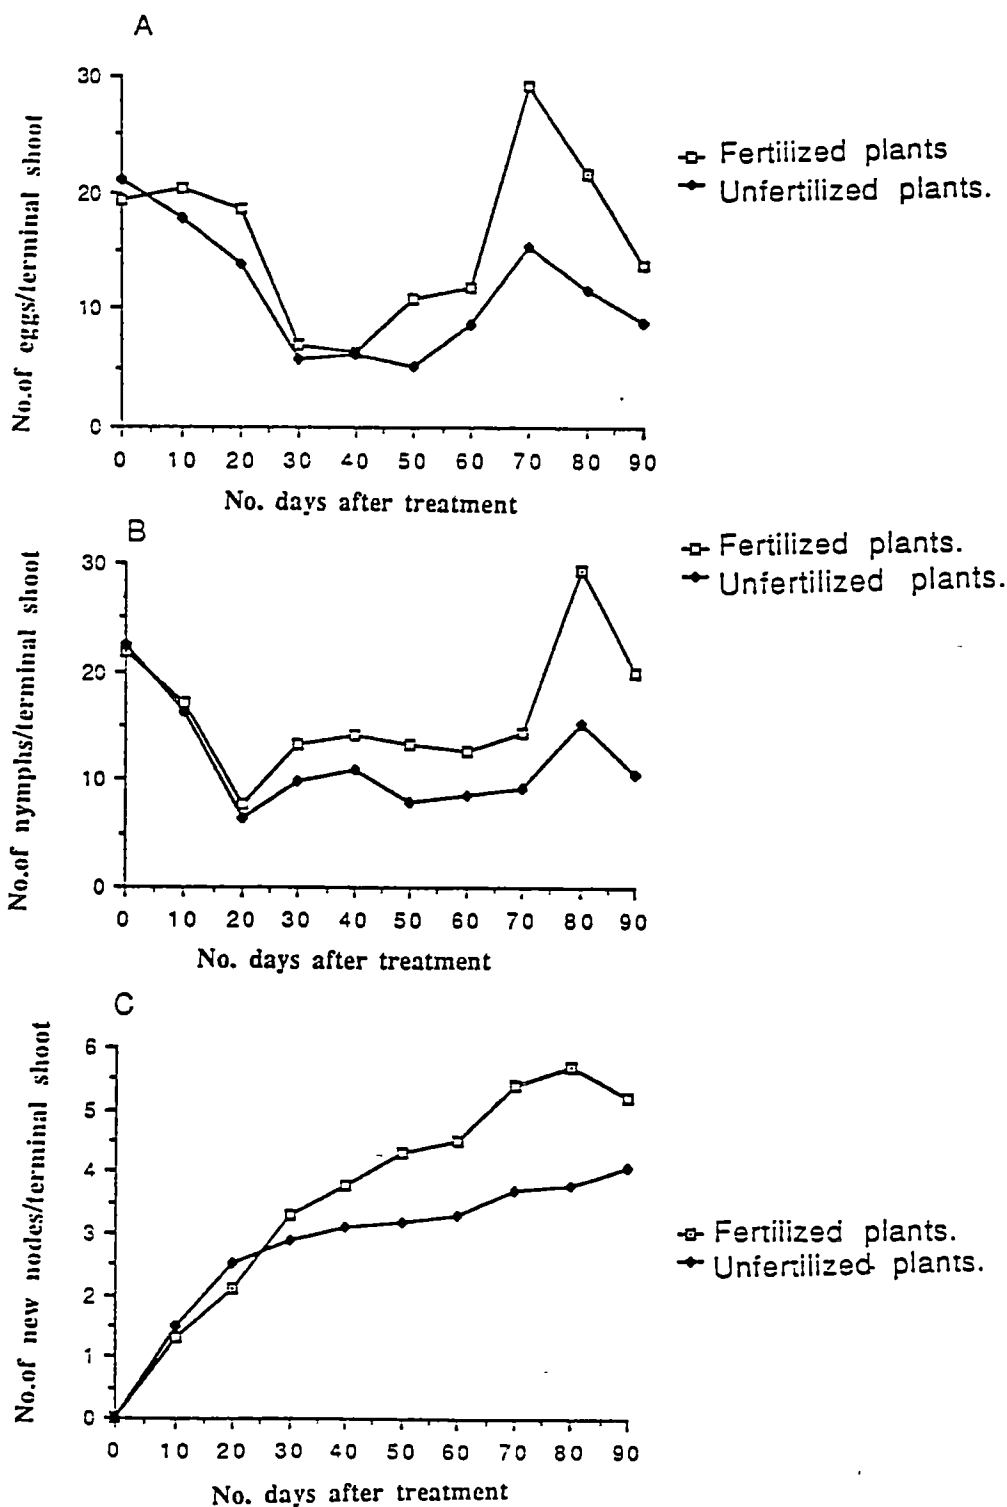 A
No.of eggs/terminal shoot
30
20
10
0
0 10 20 30 40 50 60 70 80 90
No. days after treatment
Fertilized plants
Unfertilized plants.
B
No.of nymphs/terminal shoot
30
20
10
0
0 10 20 30 40 50 60 70 80 90
No. days after treatment
Fertilized plants.
Unfertilized plants.
C
No.of new nodes/terminal shoot
6
5
4
3
2
1
0
0 10 20 30 40 50 60 70 80 90
No. days after treatment
Fertilized plants.
Unfertilized plants.